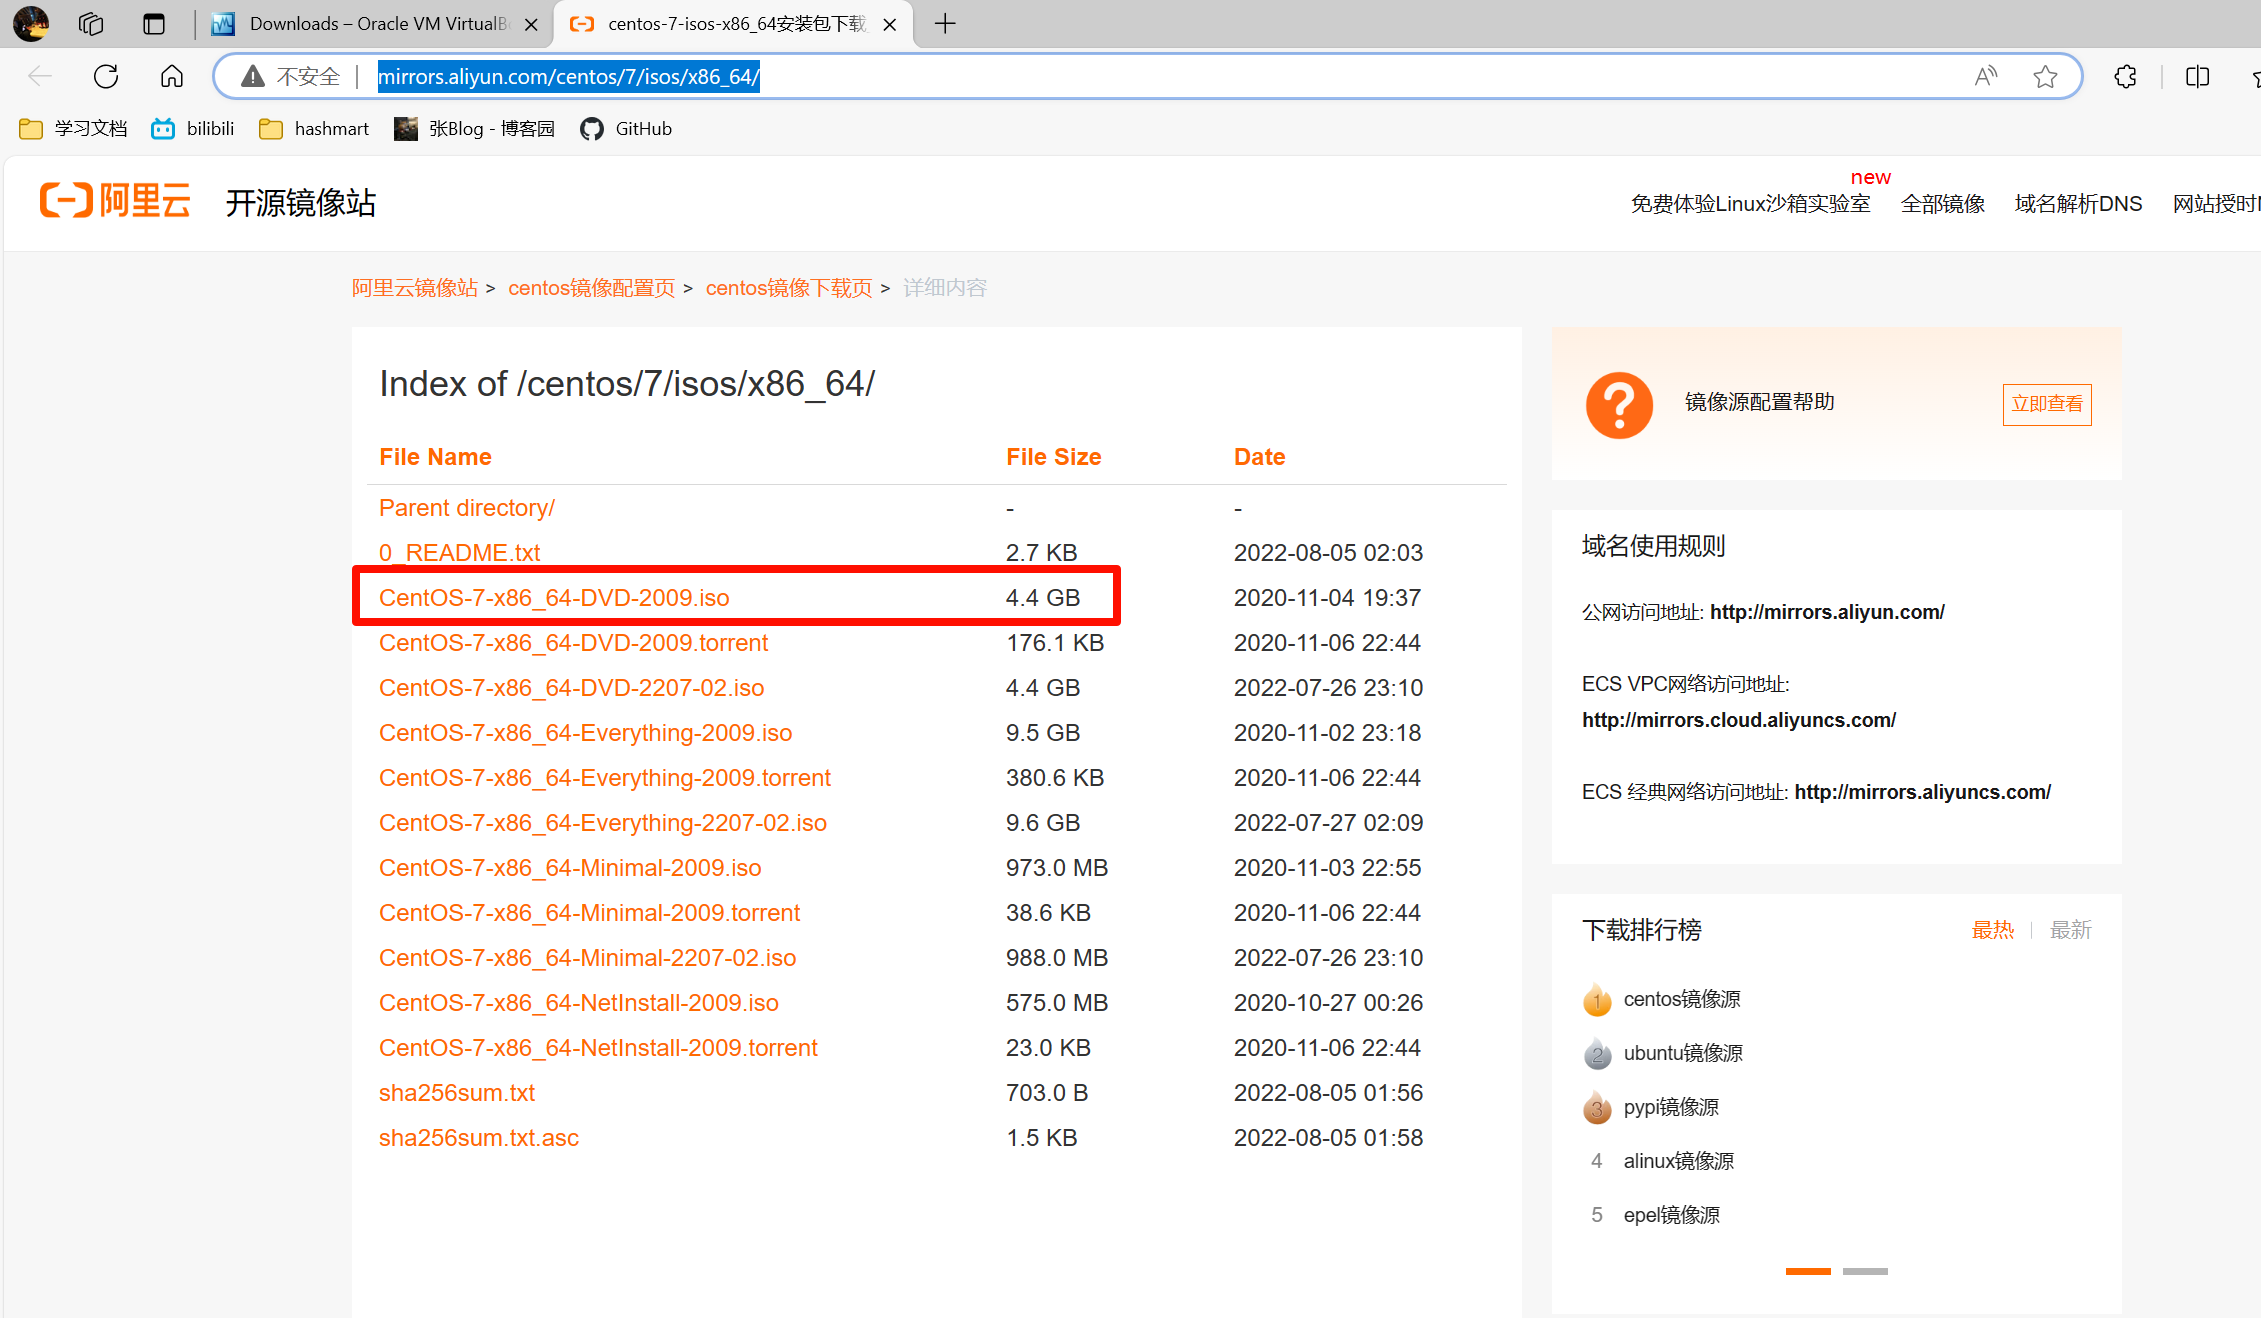 Downloads – Oracle VM VirtualB
centos-7-isos-x86_64安装包下载
不安全
mirrors.aliyun.com/centos/7/isos/x86_64/
学习文档
bilibili
hashmart
张Blog - 博客园
GitHub
阿里云
开源镜像站
new
免费体验Linux沙箱实验室
全部镜像
域名解析DNS
网站授时
阿里云镜像站 > centos镜像配置页 > centos镜像下载页 > 详细内容
Index of /centos/7/isos/x86_64/
File Name File Size Date
Parent directory/ - -
0_README.txt 2.7 KB 2022-08-05 02:03
CentOS-7-x86_64-DVD-2009.iso 4.4 GB 2020-11-04 19:37
CentOS-7-x86_64-DVD-2009.torrent 176.1 KB 2020-11-06 22:44
CentOS-7-x86_64-DVD-2207-02.iso 4.4 GB 2022-07-26 23:10
CentOS-7-x86_64-Everything-2009.iso 9.5 GB 2020-11-02 23:18
CentOS-7-x86_64-Everything-2009.torrent 380.6 KB 2020-11-06 22:44
CentOS-7-x86_64-Everything-2207-02.iso 9.6 GB 2022-07-27 02:09
CentOS-7-x86_64-Minimal-2009.iso 973.0 MB 2020-11-03 22:55
CentOS-7-x86_64-Minimal-2009.torrent 38.6 KB 2020-11-06 22:44
CentOS-7-x86_64-Minimal-2207-02.iso 988.0 MB 2022-07-26 23:10
CentOS-7-x86_64-NetInstall-2009.iso 575.0 MB 2020-10-27 00:26
CentOS-7-x86_64-NetInstall-2009.torrent 23.0 KB 2020-11-06 22:44
sha256sum.txt 703.0 B 2022-08-05 01:56
sha256sum.txt.asc 1.5 KB 2022-08-05 01:58
镜像源配置帮助
立即查看
域名使用规则
公网访问地址: http://mirrors.aliyun.com/
ECS VPC网络访问地址:
http://mirrors.cloud.aliyuncs.com/
ECS 经典网络访问地址: http://mirrors.aliyuncs.com/
下载排行榜
最热 | 最新
1 centos镜像源
2 ubuntu镜像源
3 pypi镜像源
4 alinux镜像源
5 epel镜像源